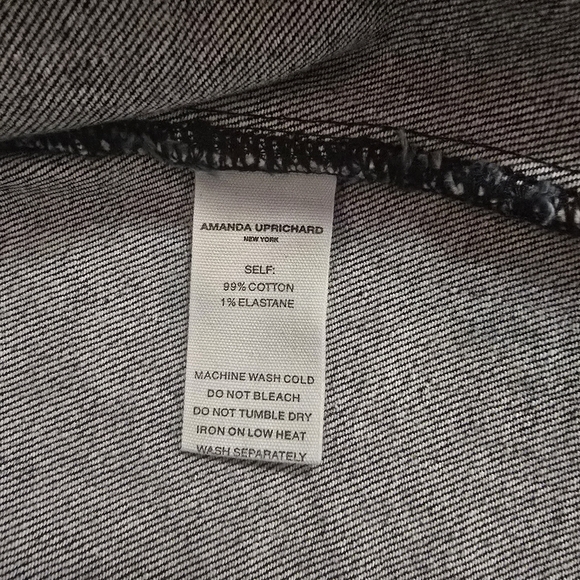 AMANDA UPRICHARD
NEW YORK
SELF:
99% COTTON
1% ELASTANE
MACHINE WASH COLD
DO NOT BLEACH
DO NOT TUMBLE DRY
IRON ON LOW HEAT
WASH SEPARATELY